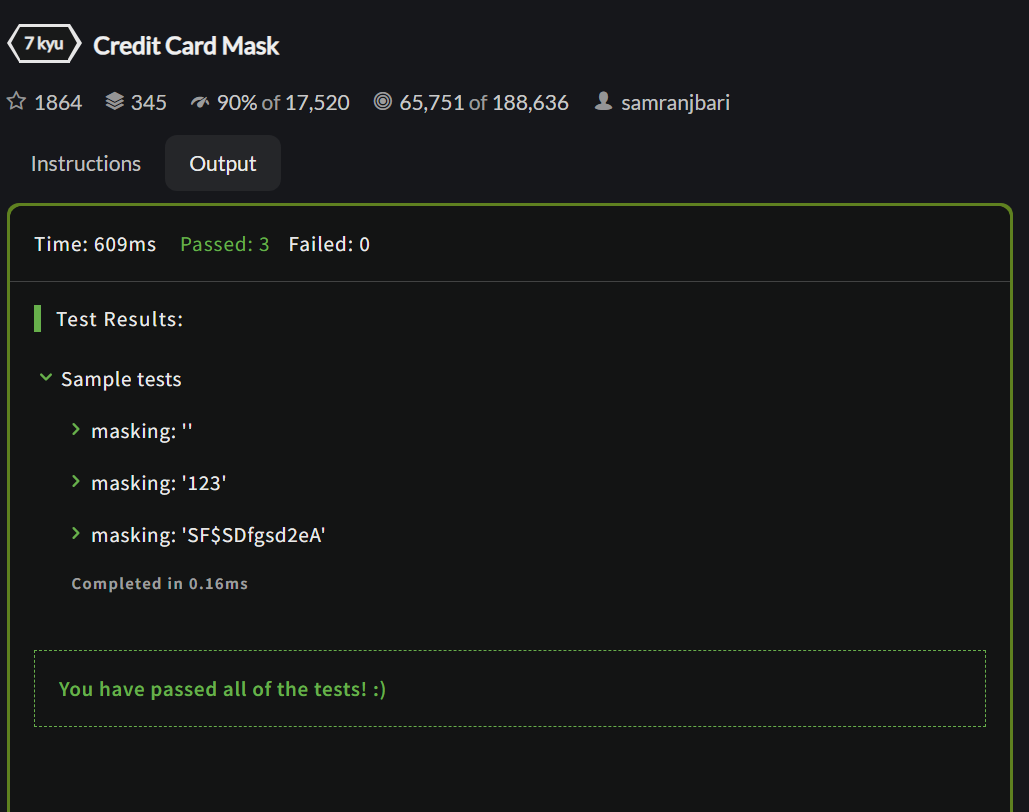 7 kyu Credit Card Mask
1864 345 90% of 17,520 65,751 of 188,636 samranjbari
Instructions Output
Time: 609ms Passed: 3 Failed: 0
Test Results:
Sample tests
masking: ''
masking: '123'
masking: 'SF$SDfgsd2eA'
Completed in 0.16ms
You have passed all of the tests! :)